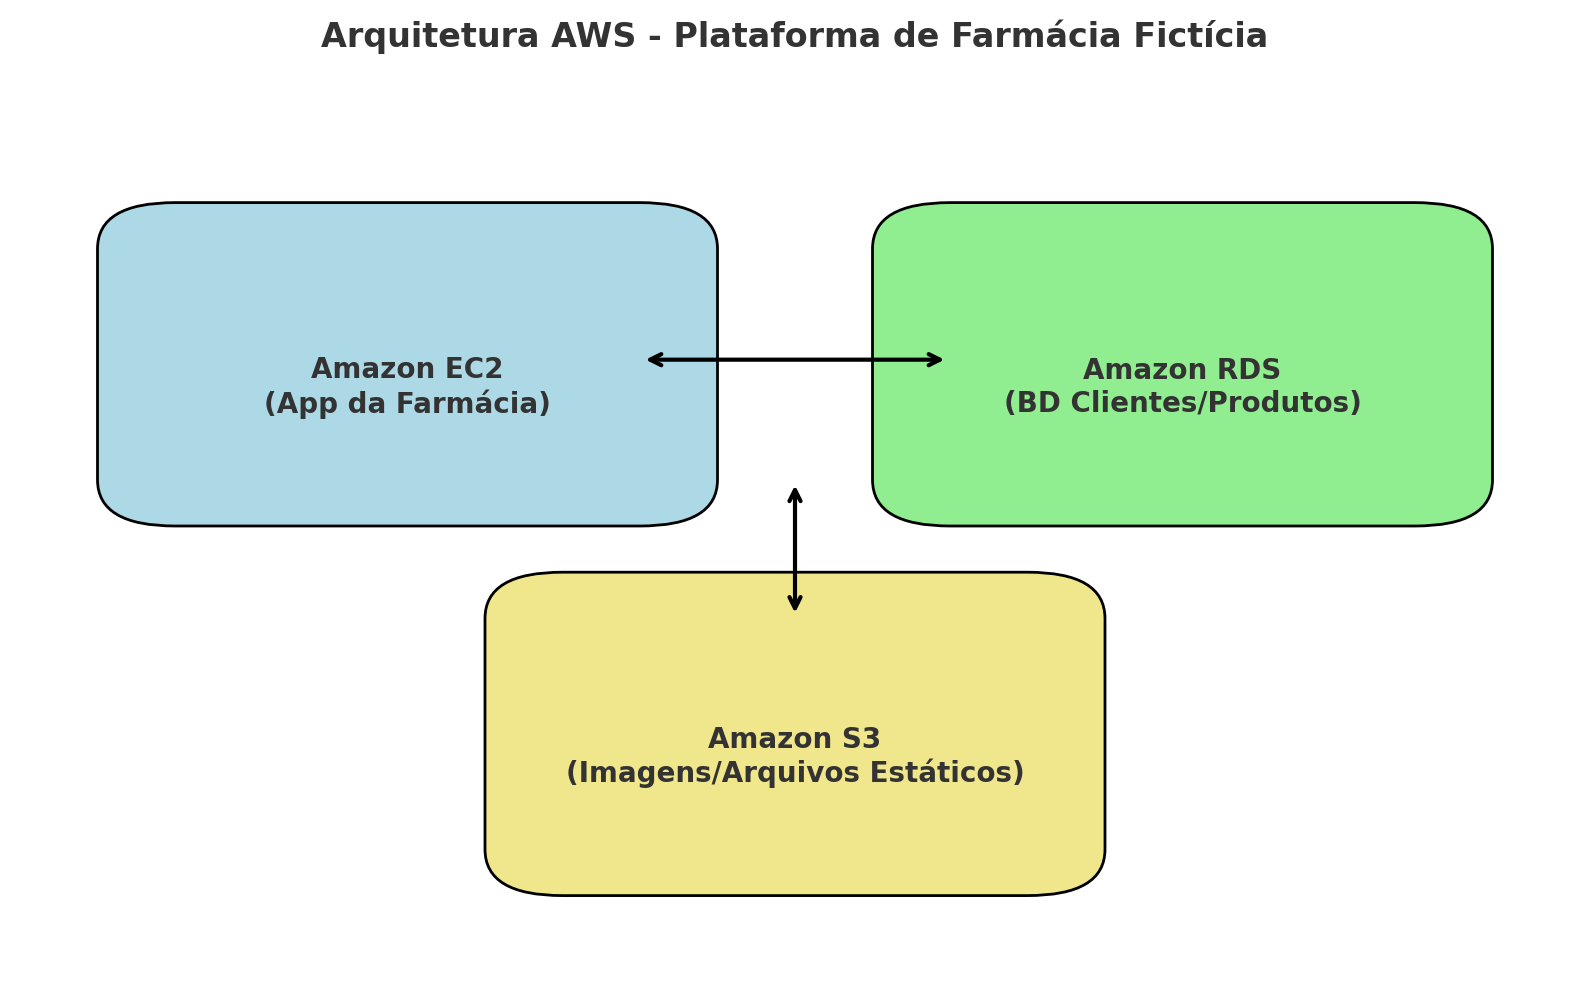 Arquitetura AWS - Plataforma de Farmácia Fictícia
Amazon EC2
(App da Farmácia)
Amazon RDS
(BD Clientes/Produtos)
Amazon S3
(Imagens/Arquivos Estáticos)